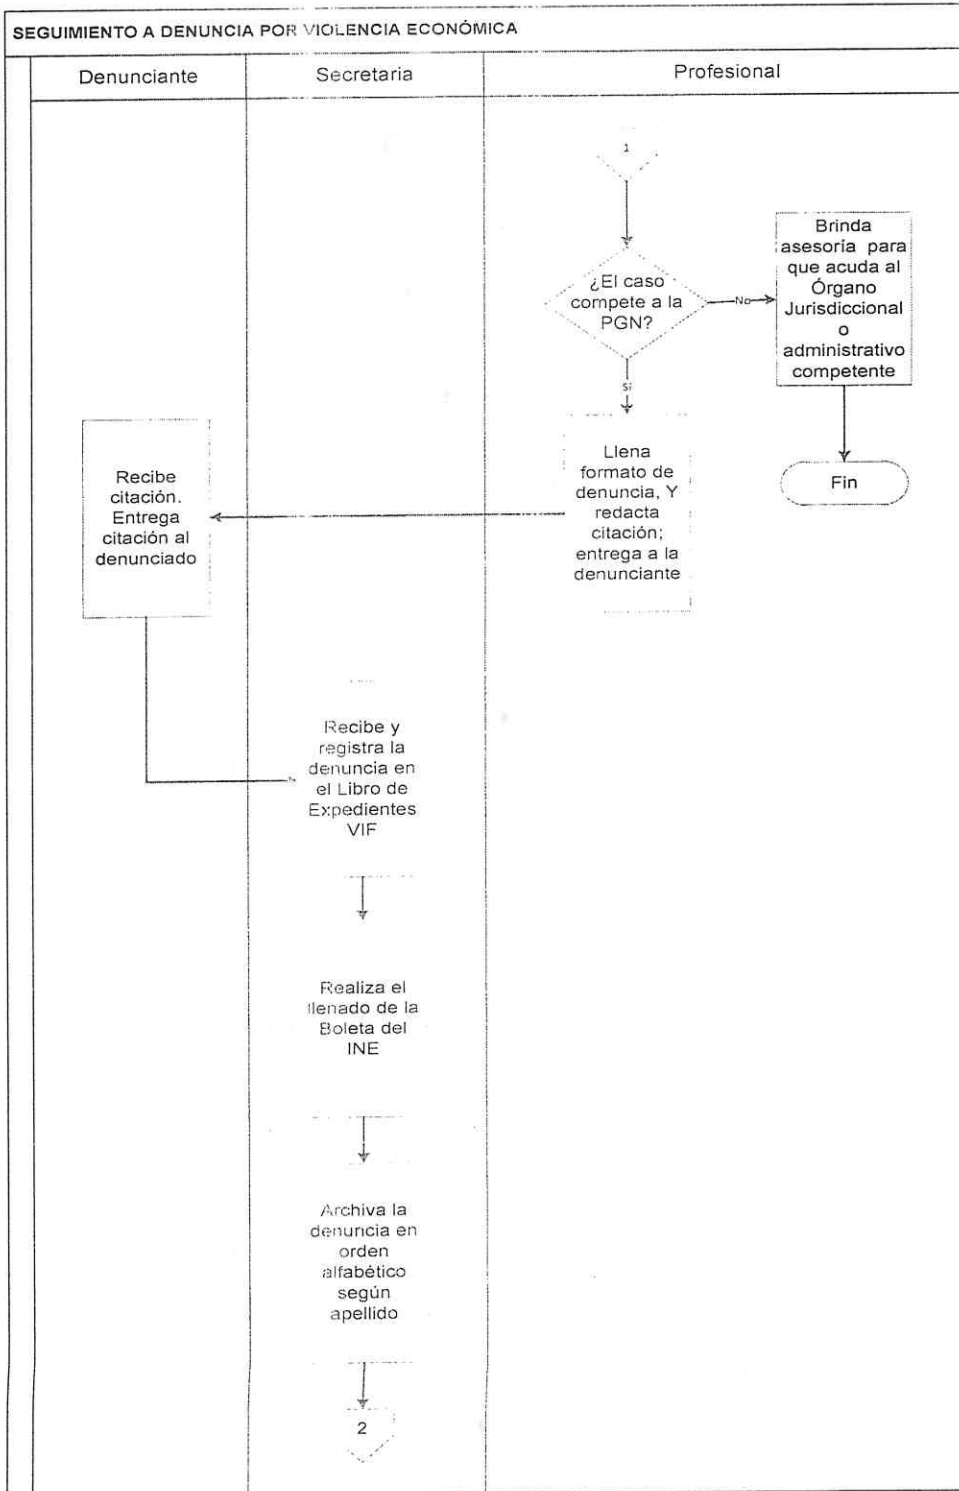 SEGUIMIENTO A DENUNCIA POR VIOLENCIA ECONÓMICA
Denunciante
Secretaria
Profesional
1
¿El caso
compete a la
PGN?
No
Brinda
asesoría para
que acuda al
Órgano
Jurisdiccional
o
administrativo
competente
Fin
Sí
Llena
formato de
denuncia, Y
redacta
citación;
entrega a la
denunciante
Recibe
citación.
Entrega
citación al
denunciado
Recibe y
registra la
denuncia en
el Libro de
Expedientes
VIF
Realiza el
llenado de la
Boleta del
INE
Archiva la
denuncia en
orden
alfabético
según
apellido
2